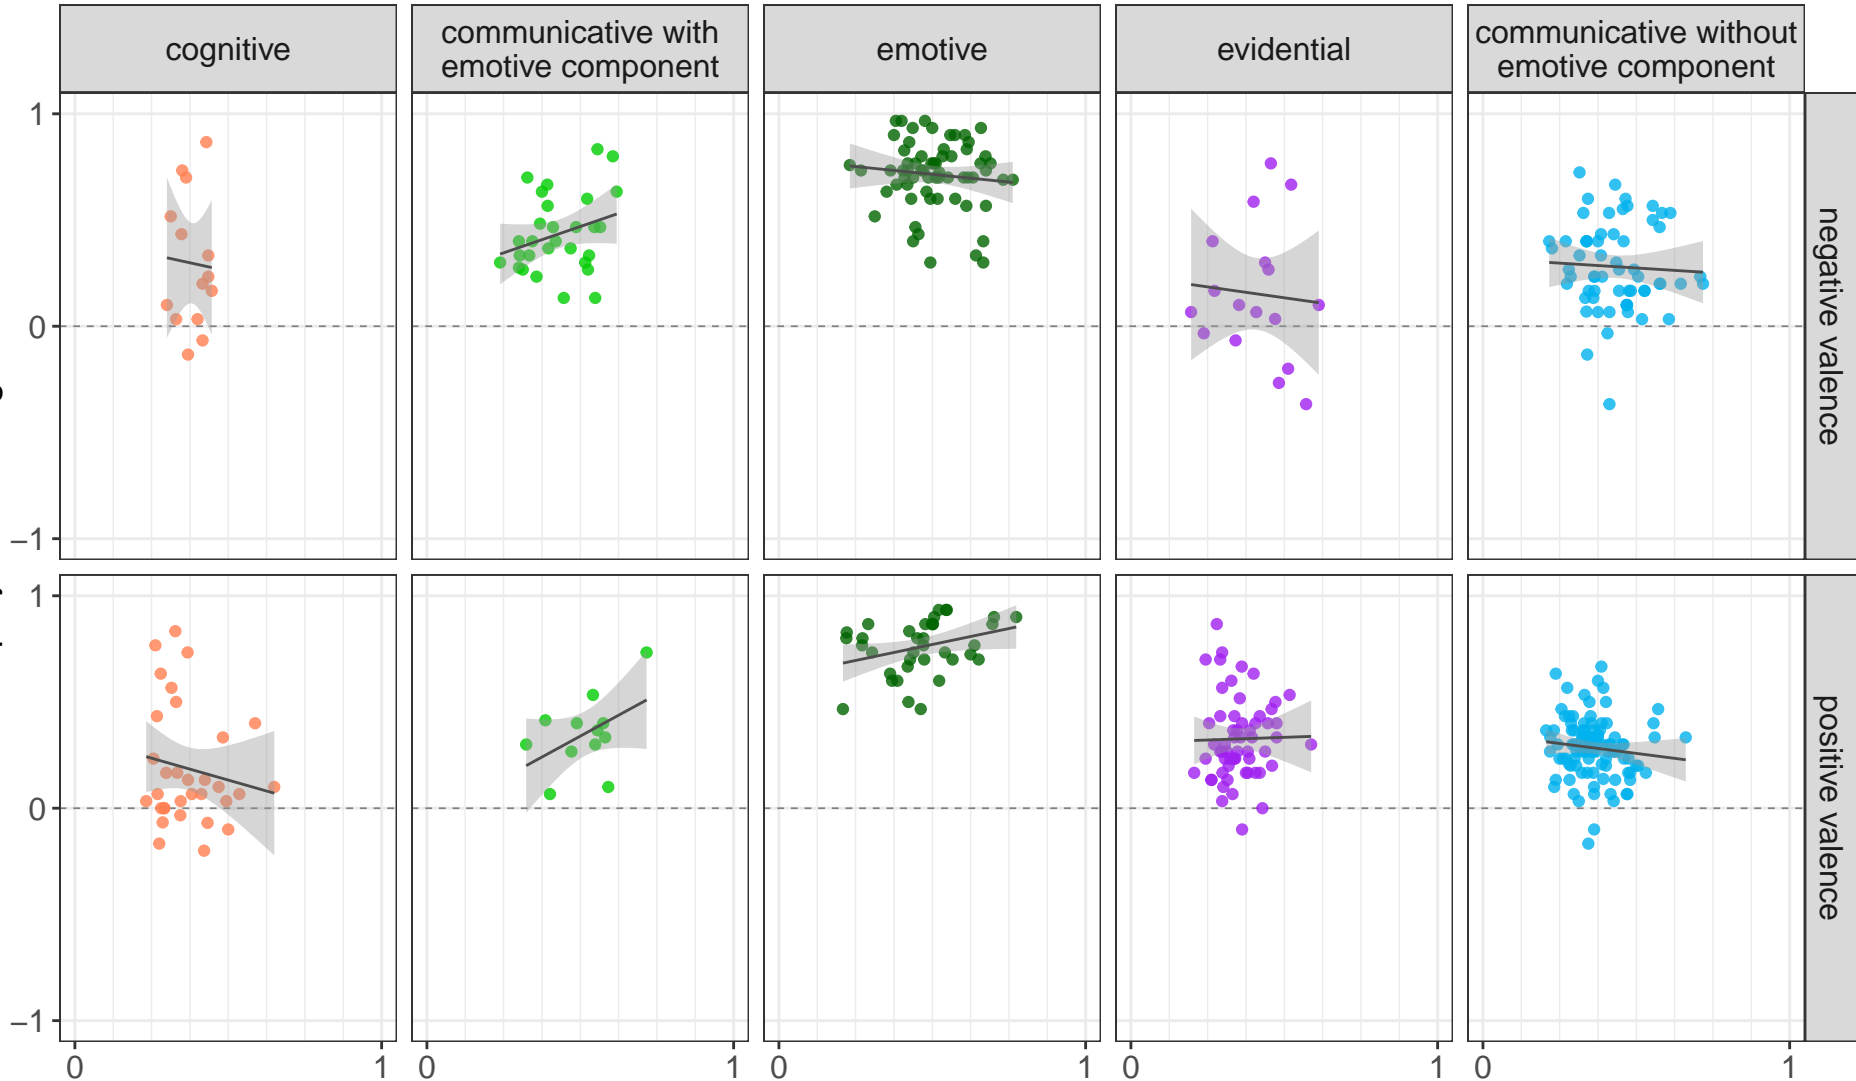 cognitive
communicative with
emotive component
emotive
evidential
communicative without
emotive component
1
0
−1
negative valence
1
0
−1
positive valence
0 1 0 1 0 1 0 1 0 1